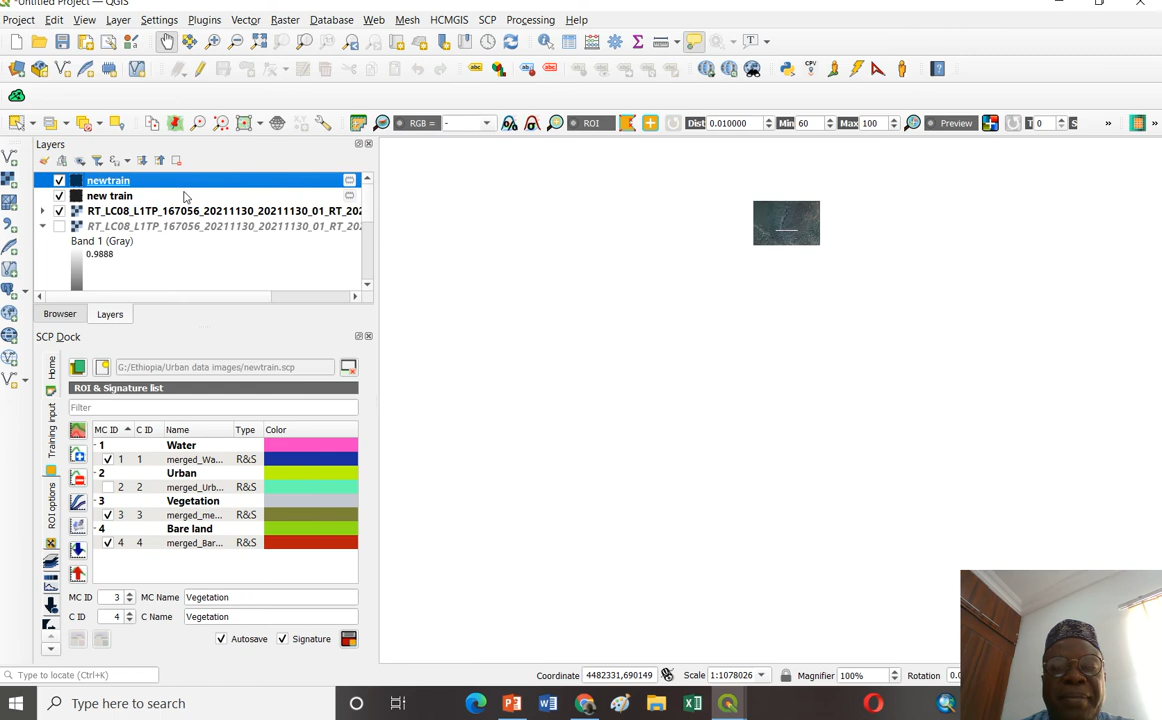 *Untitled Project — QGIS
Project Edit View Layer Settings Plugins Vector Raster Database Web Mesh HCMGIS SCP Processing Help
RGB = - ROI Dist 0.010000 Min 60 Max 100 Preview T 0 S
Layers
newtrain
new train
RT_LC08_L1TP_167056_20211130_20211130_01_RT_202
RT_LC08_L1TP_167056_20211130_20211130_01_RT_202
Band 1 (Gray)
0.9888
Browser Layers
SCP Dock
Home
G:/Ethiopia/Urban data images/newtrain.scp
ROI & Signature list
Filter
Training input
MC ID C ID Name Type Color
1 Water
1 1 merged_Wa... R&S
2 Urban
2 2 merged_Urb... R&S
3 Vegetation
3 3 merged_me... R&S
4 Bare land
4 4 merged_Bar... R&S
ROI options
MC ID 3 MC Name Vegetation
C ID 4 C Name Vegetation
Autosave Signature
Type to locate (Ctrl+K) Coordinate 4482331,690149 Scale 1:1078026 Magnifier 100% Rotation 0.0
Type here to search